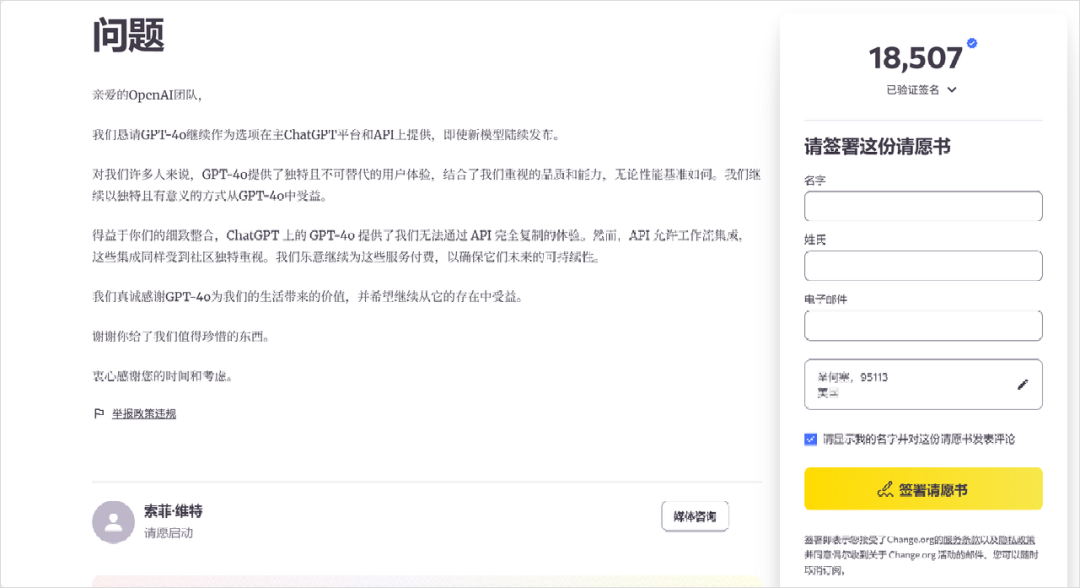 问题
亲爱的OpenAI团队，
我们恳请GPT-4o继续作为选项在主ChatGPT平台和API上提供，即使新模型陆续发布。
对我们许多人来说，GPT-4o提供了独特且不可替代的用户体验，结合了我们重视的品质和能力，无论性能基准如何。我们继
续以独特且有意义的方式从GPT-4o中受益。
得益于你们的细致整合，ChatGPT 上的 GPT-4o 提供了我们无法通过 API 完全复制的体验。然而，API 允许工作流集成，
这些集成同样受到社区独特重视。我们乐意继续为这些服务付费，以确保它们未来的可持续性。
我们真诚感谢GPT-4o为我们的生活带来的价值，并希望继续从它的存在中受益。
谢谢你给了我们值得珍惜的东西。
衷心感谢您的时间和考虑。
举报政策违规
索菲·维特
请愿启动
媒体咨询
18,507
已验证签名
请签署这份请愿书
名字
姓氏
电子邮件
圣何塞，95113
美国
请显示我的名字并对这份请愿书发表评论
签署请愿书
签署即表示您接受了Change.org的服务条款以及隐私政策
并同意偶尔收到关于 Change.org 活动的邮件。您可以随时
取消订阅。